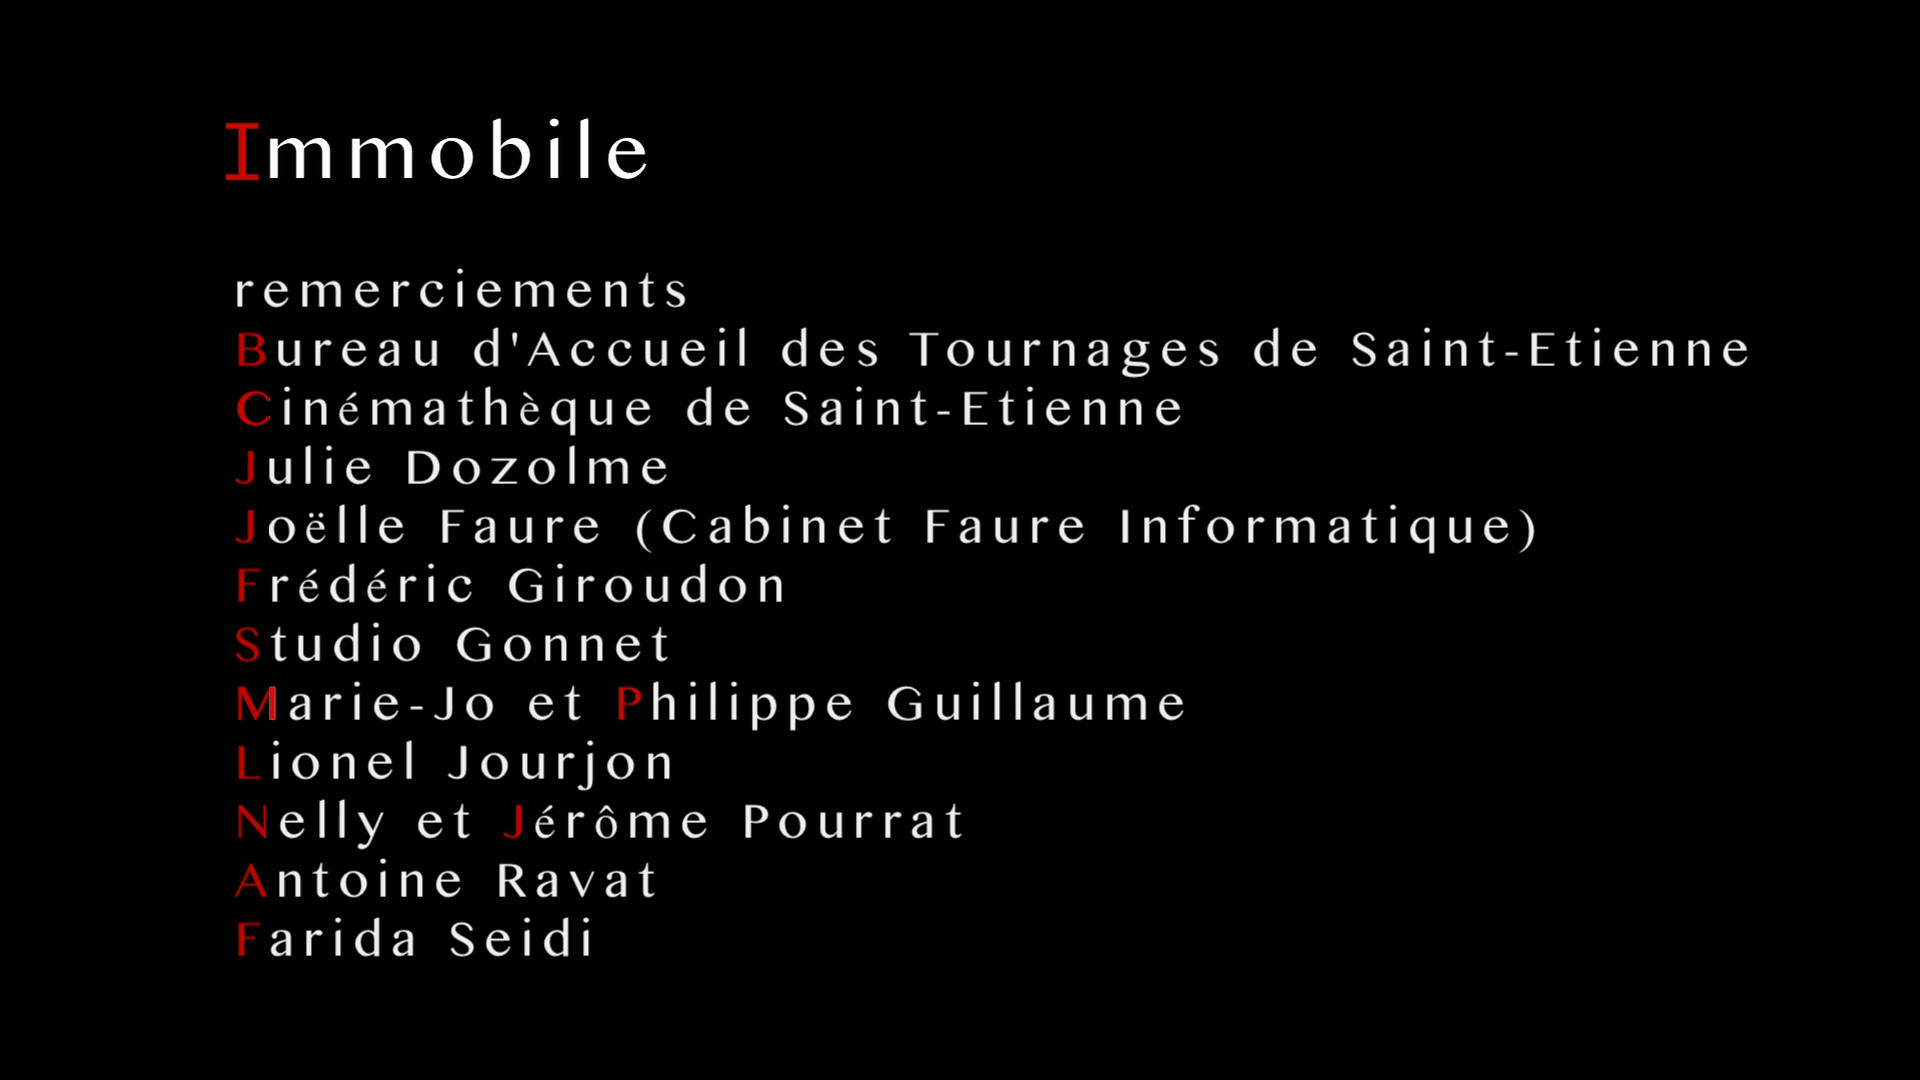 Immobile
remerciements
Bureau d'Accueil des Tournages de Saint-Etienne
Cinémathèque de Saint-Etienne
Julie Dozolme
Joëlle Faure (Cabinet Faure Informatique)
Frédéric Giroudon
Studio Gonnet
Marie-Jo et Philippe Guillaume
Lionel Jourjon
Nelly et Jérôme Pourrat
Antoine Ravat
Farida Seidi